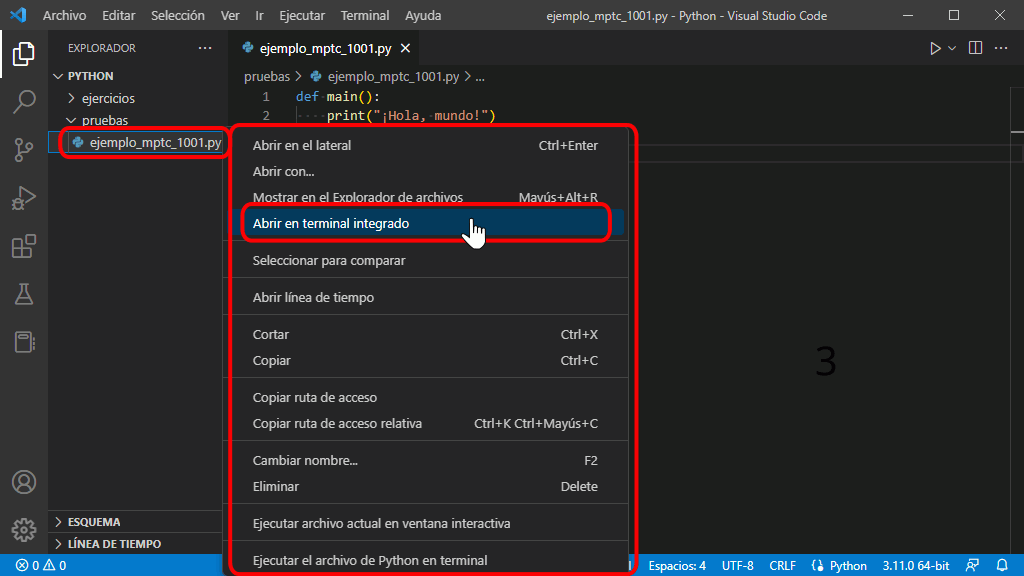 Archivo Editar Selección Ver Ir Ejecutar Terminal Ayuda ejemplo_mptc_1001.py - Python - Visual Studio Code
EXPLORADOR ···
ejemplo_mptc_1001.py
PYTHON
pruebas > ejemplo_mptc_1001.py > ...
ejercicios
1 def main():
pruebas
2 ····print("¡Hola, mundo!")
ejemplo_mptc_1001.py
Abrir en el lateral Ctrl+Enter
Abrir con...
Mostrar en el Explorador de archivos Mayús+Alt+R
Abrir en terminal integrado
Seleccionar para comparar
Abrir línea de tiempo
Cortar Ctrl+X
Copiar Ctrl+C
3
Copiar ruta de acceso
Copiar ruta de acceso relativa Ctrl+K Ctrl+Mayús+C
Cambiar nombre... F2
Eliminar Delete
Ejecutar archivo actual en ventana interactiva
Ejecutar el archivo de Python en terminal
ESQUEMA
LÍNEA DE TIEMPO
0 0 Espacios: 4 UTF-8 CRLF Python 3.11.0 64-bit